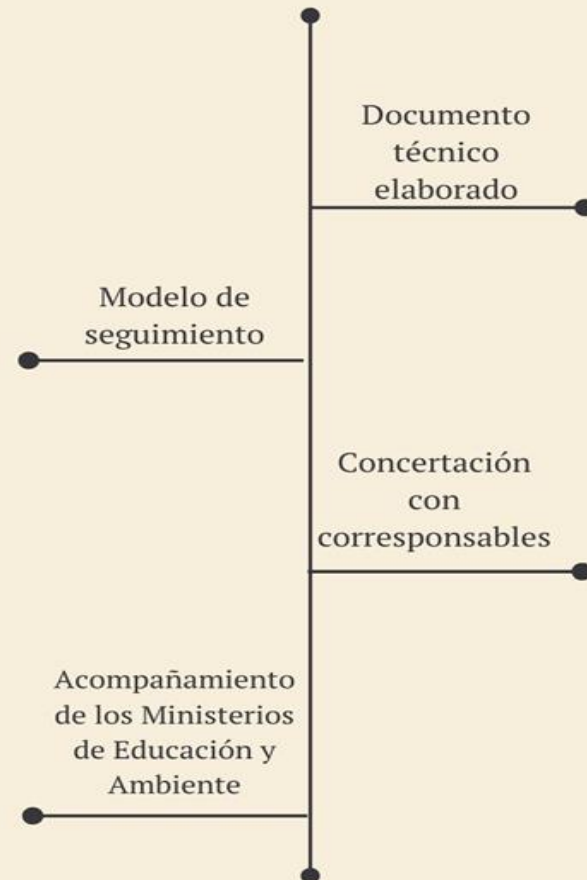 Documento
técnico
elaborado
Modelo de
seguimiento
Concertación
con
corresponsables
Acompañamiento
de los Ministerios
de Educación y
Ambiente